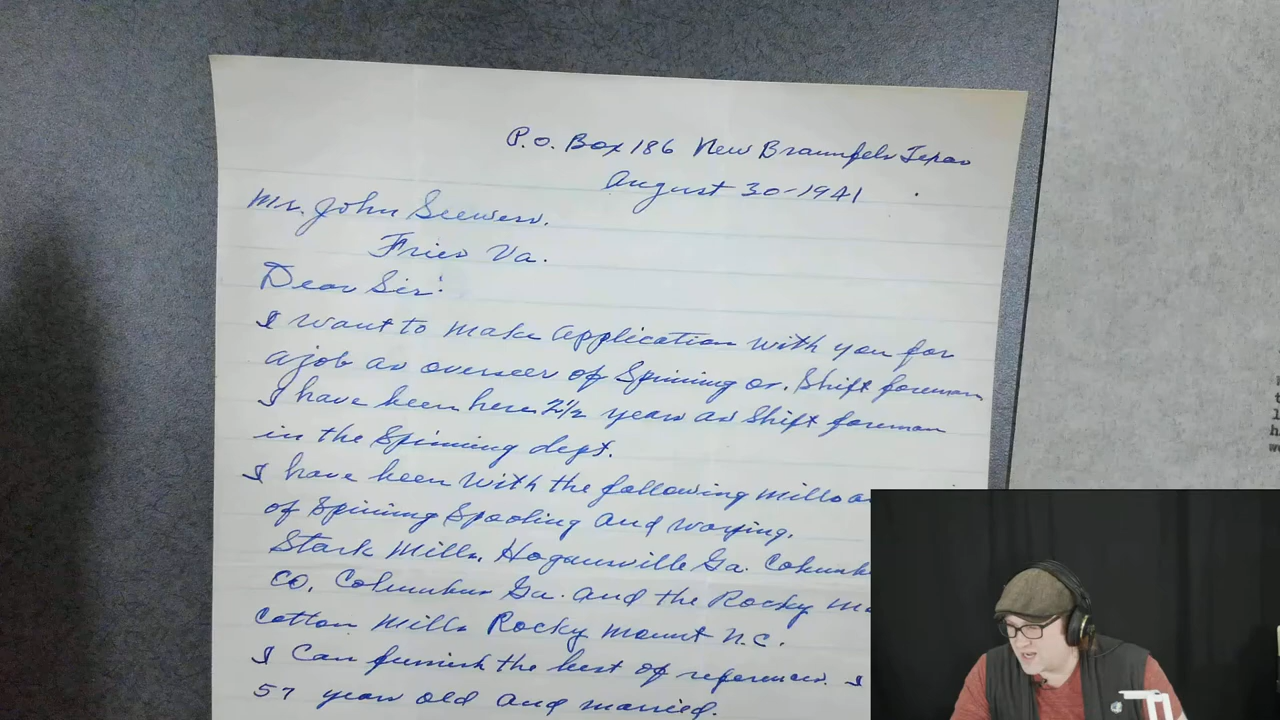 P.O. Box 186 New Braunfels Texas
August 30-1941
Mr. John Seewers.
Fries Va.
Dear Sir:
I want to make application with you for
a job as overseer of Spinning or. Shift foreman
I have been here 2½ years as Shift foreman
in the Spinning dept.
I have been with the following mills
of Spinning Spooling and warping.
Stark Mills, Hogansville Ga.
Co. Columbus Ga. and the Rocky
Cotton Mills Rocky Mount N.C.
I can furnish the best of references. I
57 years old and married.